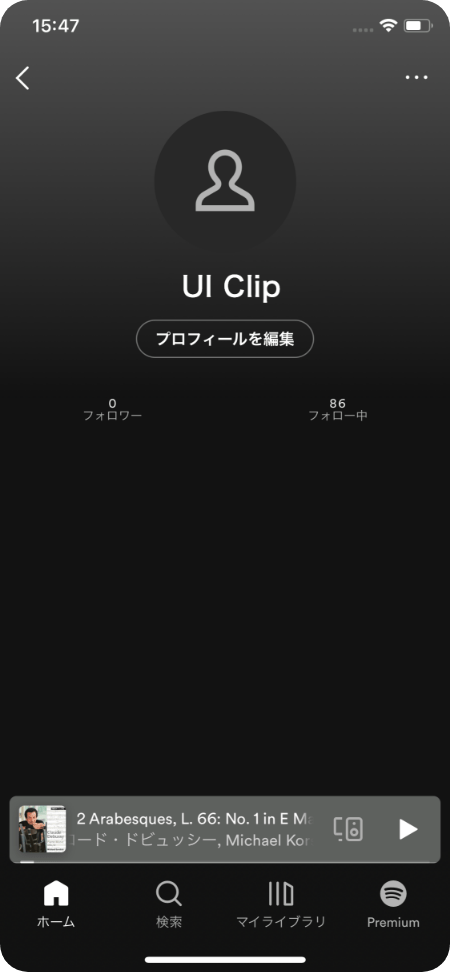 15:47
UI Clip
プロフィールを編集
0
フォロワー
86
フォロー中
2 Arabesques, L. 66: No. 1 in E Ma
ード・ドビュッシー, Michael Kor
ホーム
検索
マイライブラリ
Premium